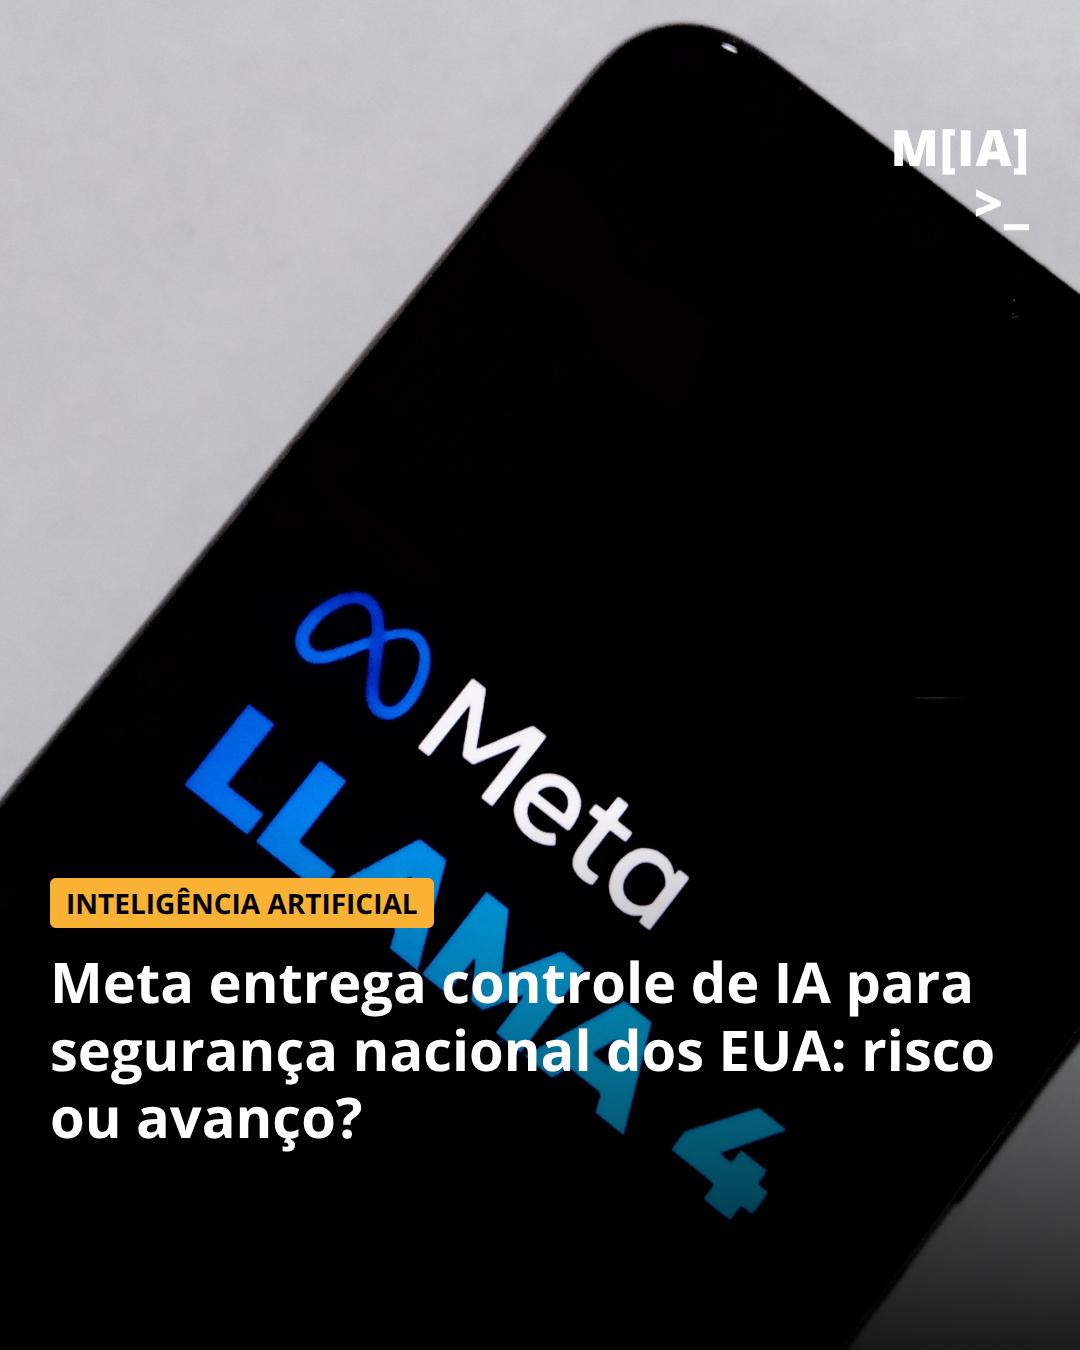 M[IA]
>_
Meta
LLAMA 4
INTELIGÊNCIA ARTIFICIAL
Meta entrega controle de IA para
segurança nacional dos EUA: risco
ou avanço?